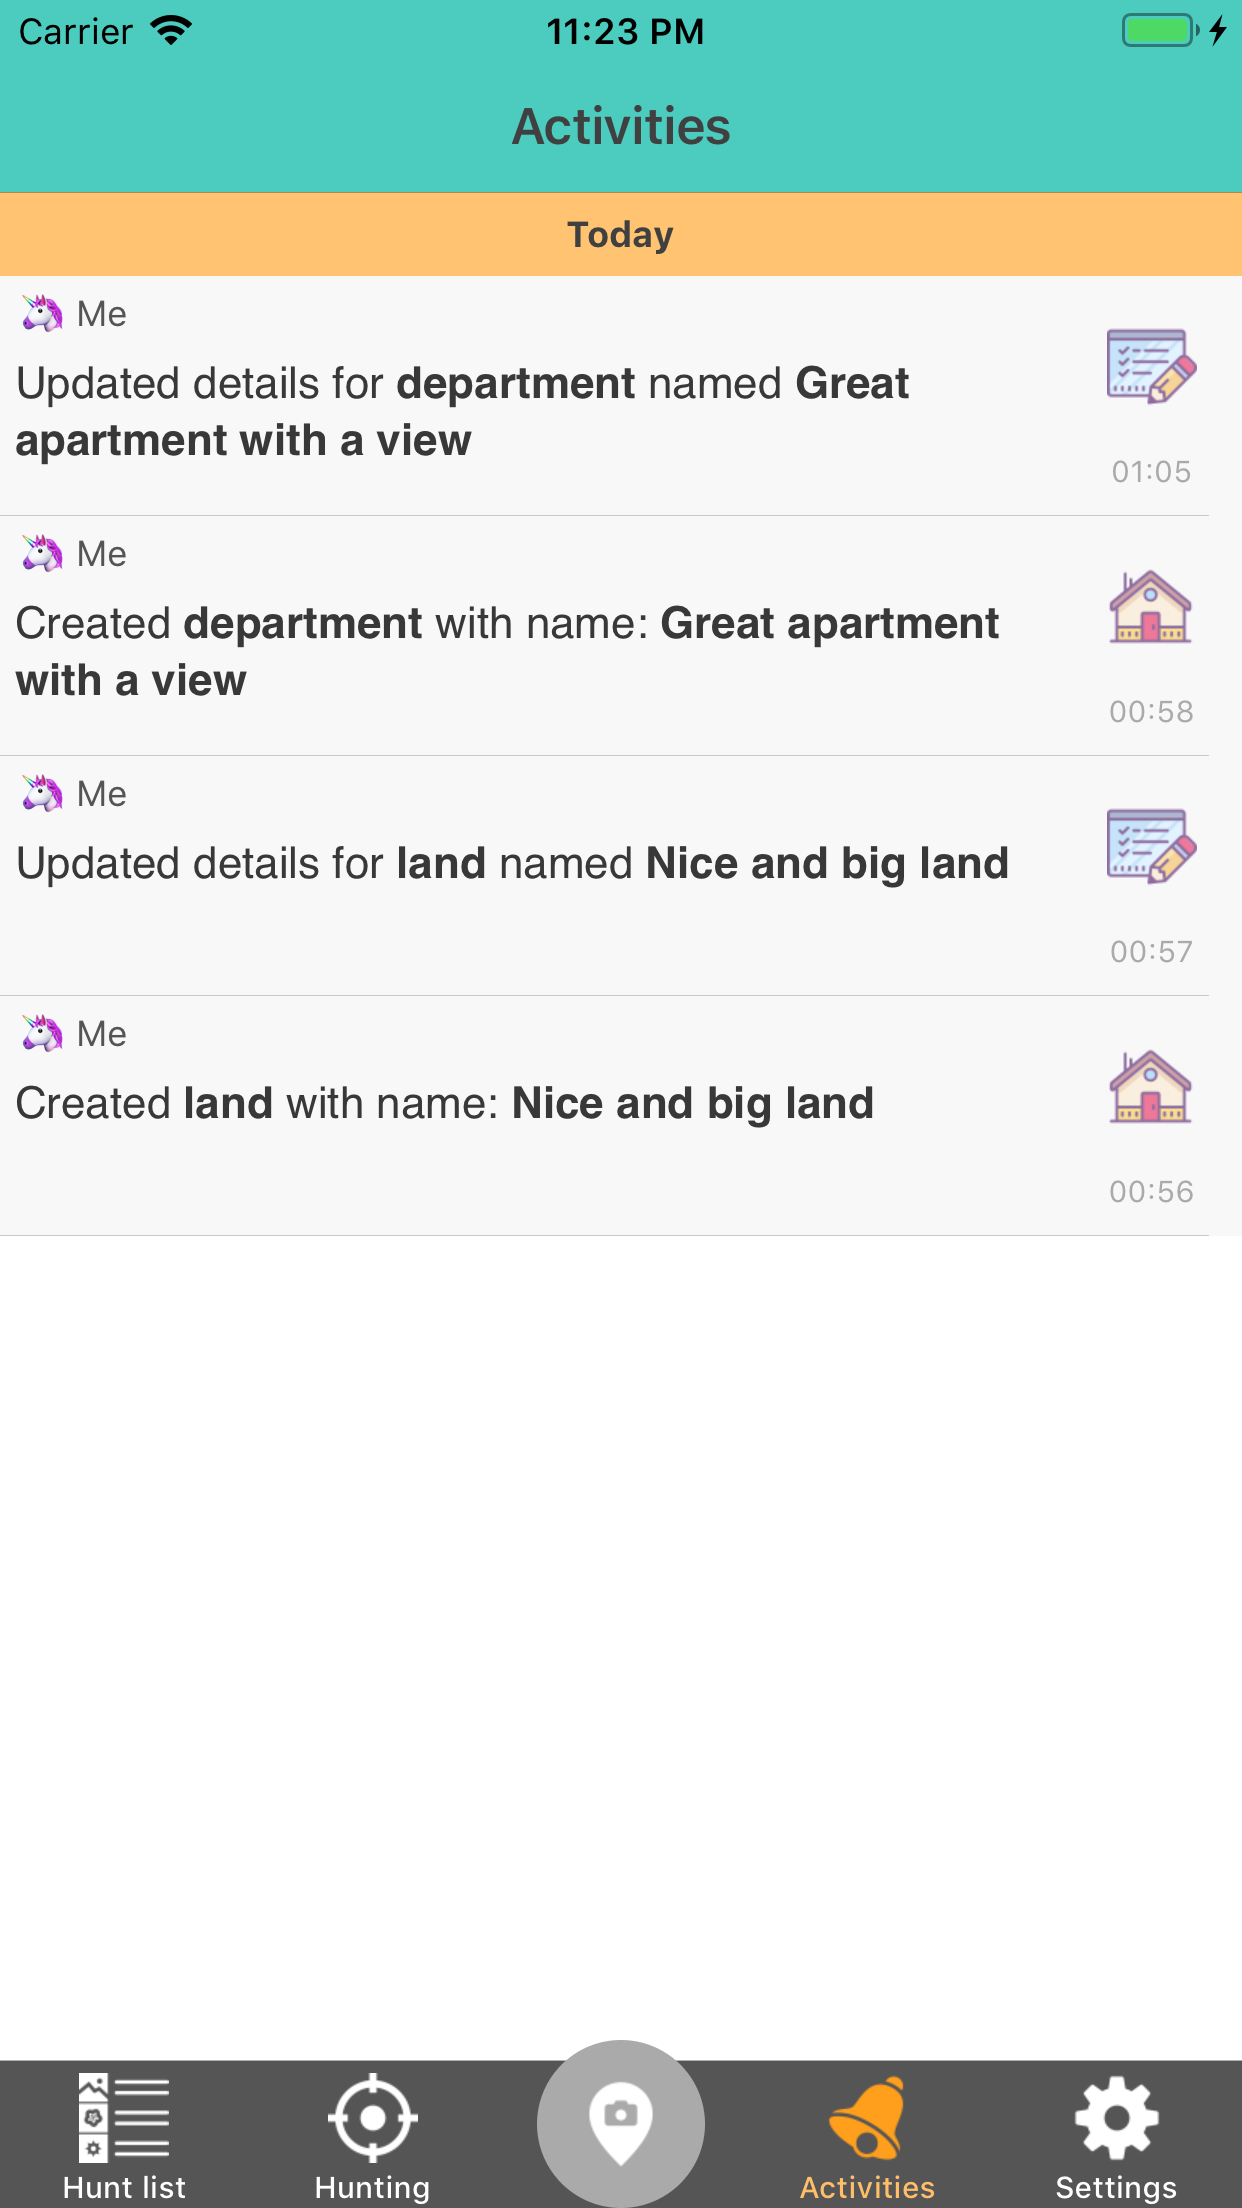 Carrier 11:23 PM
Activities
Today
Me
Updated details for department named Great
apartment with a view
01:05
Me
Created department with name: Great apartment
with a view
00:58
Me
Updated details for land named Nice and big land
00:57
Me
Created land with name: Nice and big land
00:56
Hunt list Hunting Activities Settings